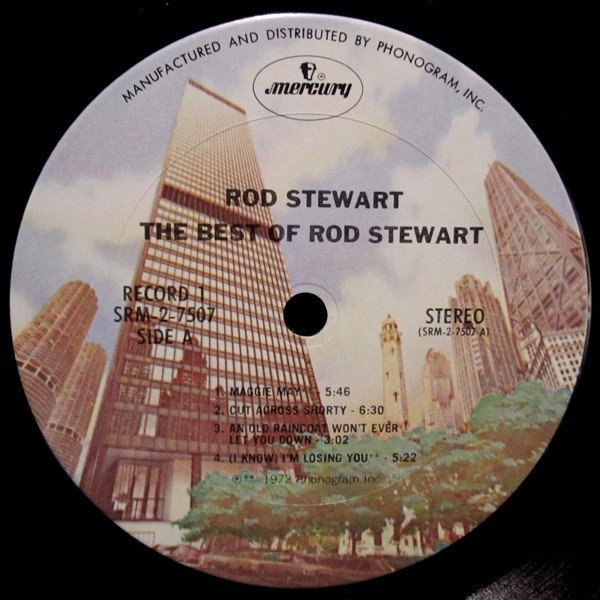 MANUFACTURED AND DISTRIBUTED BY PHONOGRAM, INC.
mercury
ROD STEWART
THE BEST OF ROD STEWART
RECORD 1
SRM-2-7507
SIDE A
STEREO
(SRM-2-7507 A)
1. MAGGIE MAY** - 5:46
2. CUT ACROSS SHORTY - 6:30
3. AN OLD RAINCOAT WON'T EVER
LET YOU DOWN - 3:02
4. (I KNOW) I'M LOSING YOU** - 5:22
℗** 1972 Phonogram Inc.